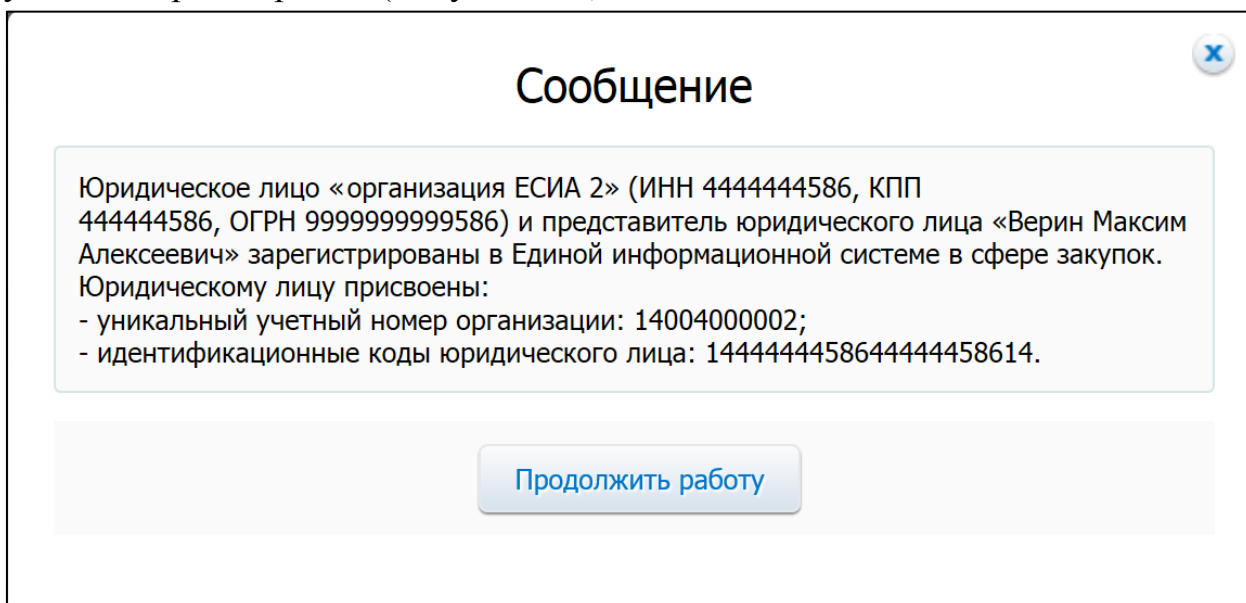 Сообщение
Юридическое лицо «организация ЕСИА 2» (ИНН 4444444586, КПП
444444586, ОГРН 9999999999586) и представитель юридического лица «Верин Максим
Алексеевич» зарегистрированы в Единой информационной системе в сфере закупок.
Юридическому лицу присвоены:
- уникальный учетный номер организации: 14004000002;
- идентификационные коды юридического лица: 1444444458644444458614.
Продолжить работу